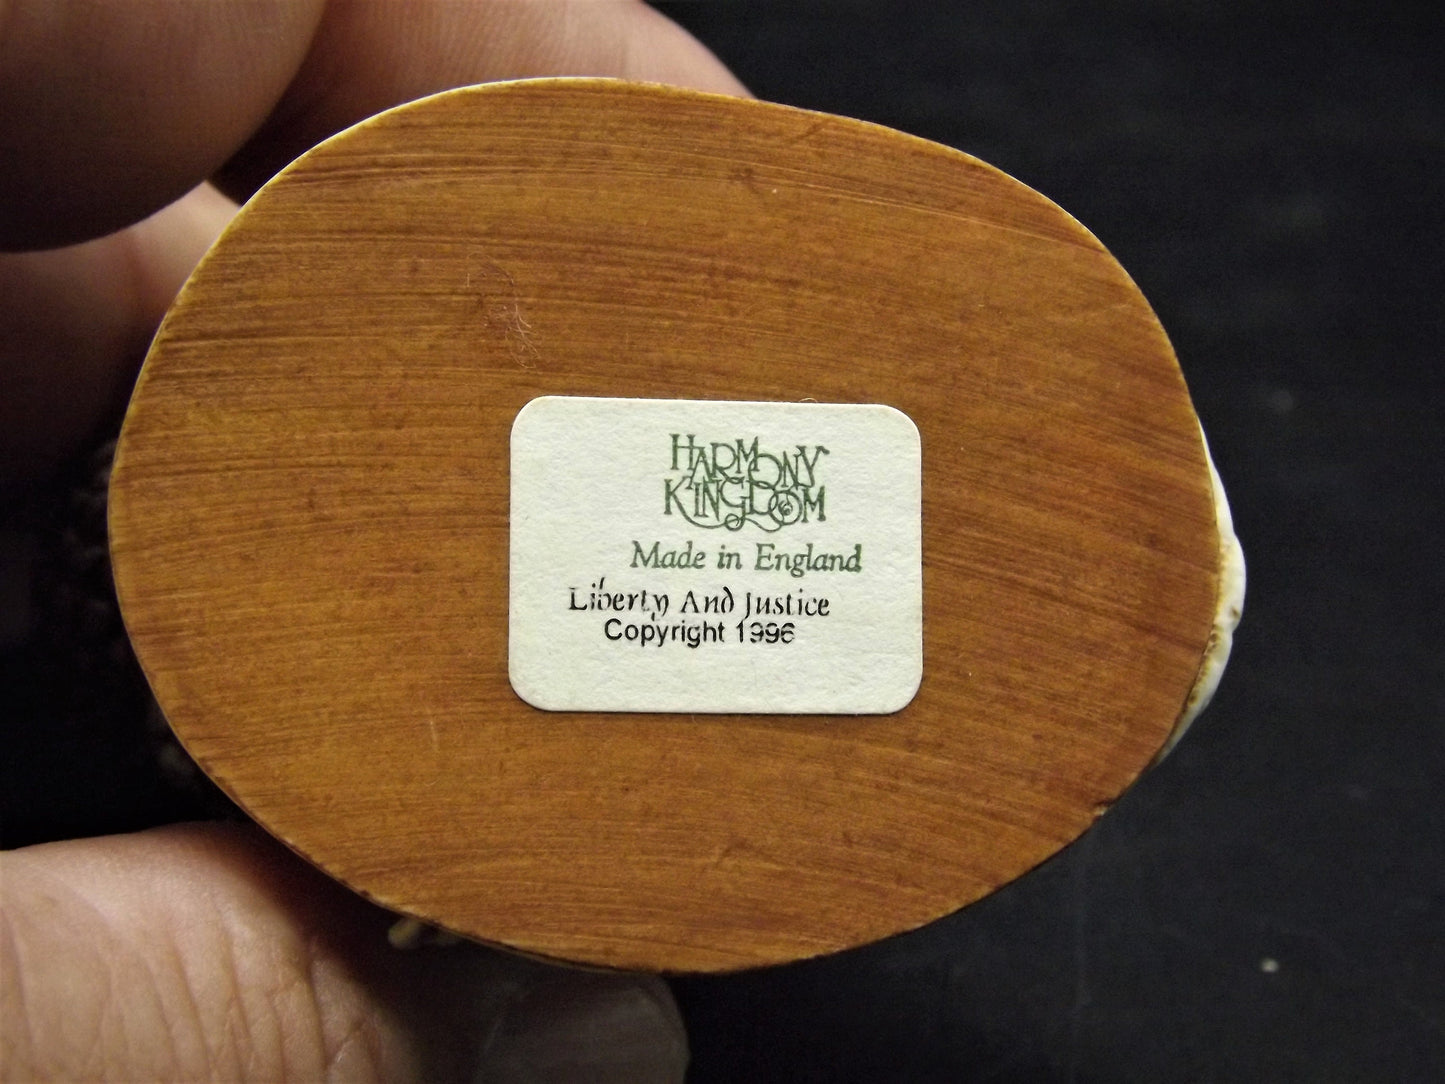 HARMONY
KINGDOM
Made in England
Liberty And Justice
Copyright 1996